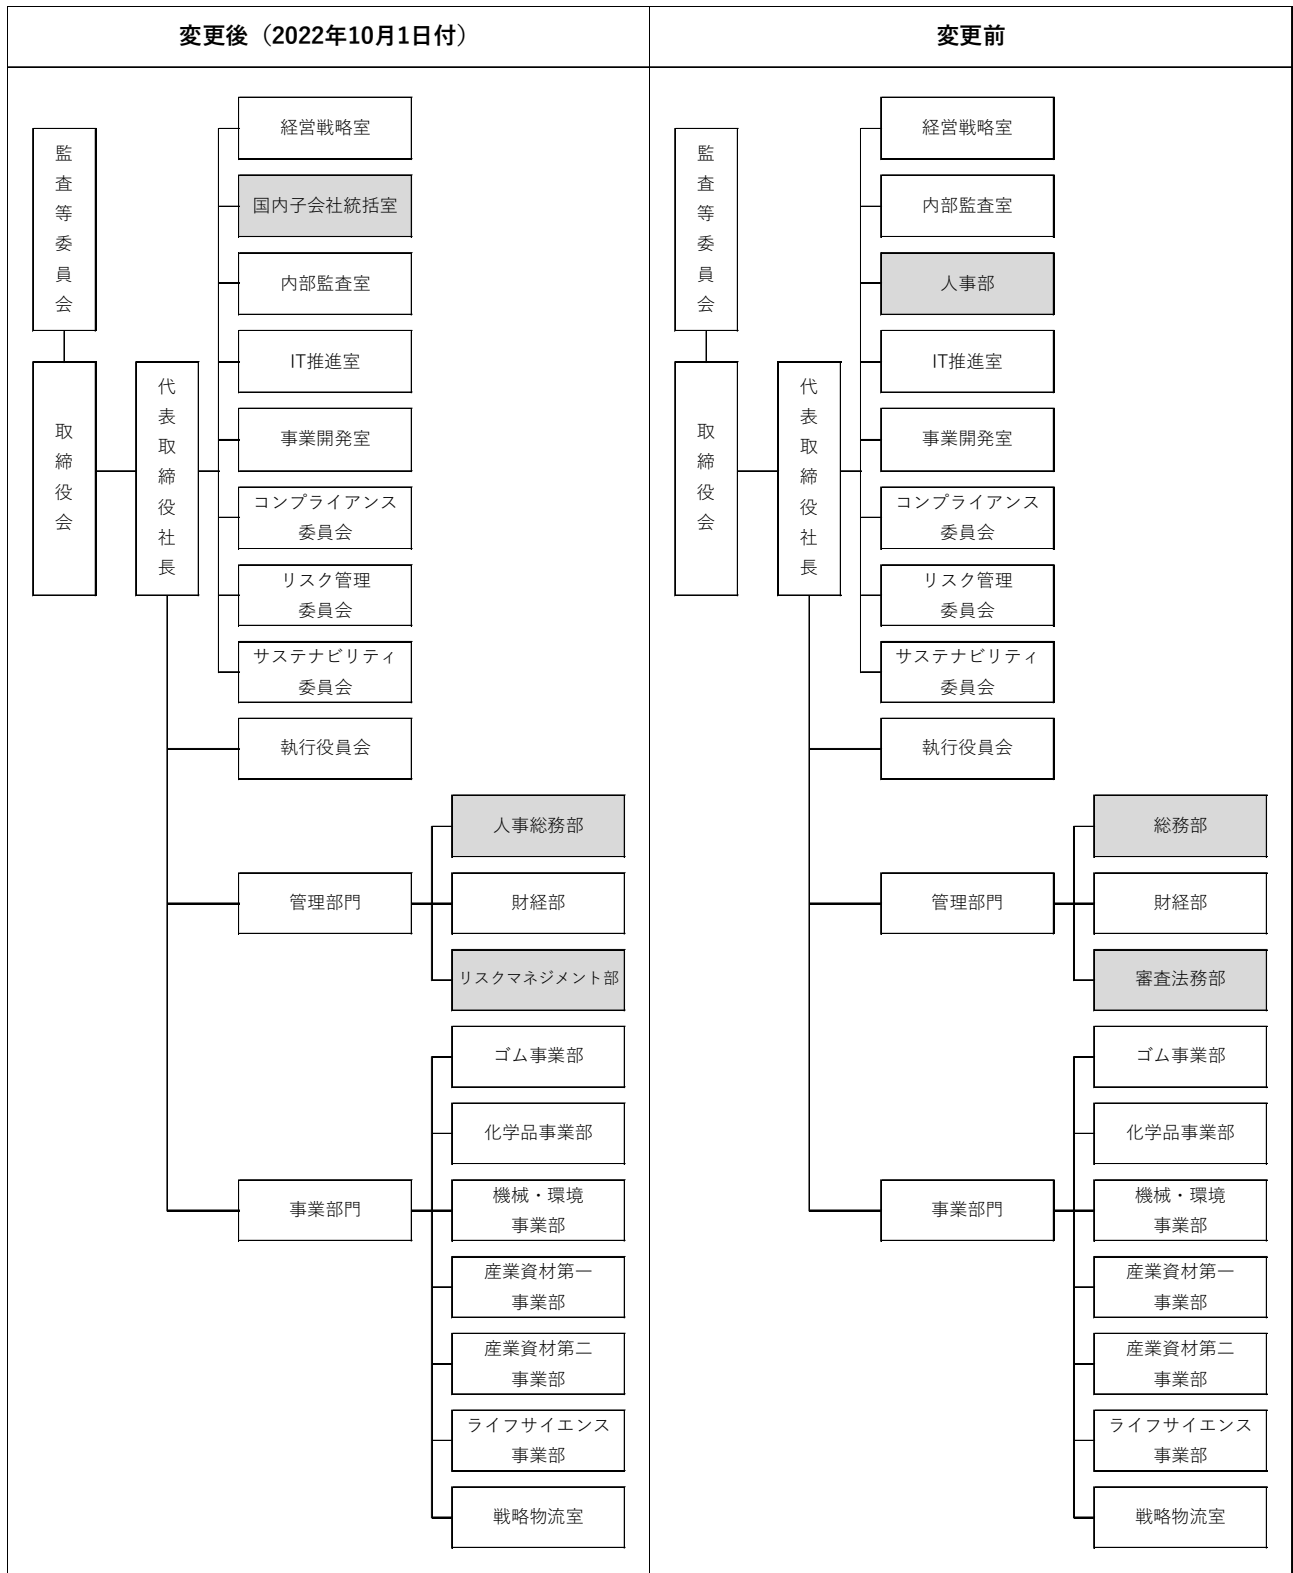 変更後（2022年10月1日付）
監査等委員会
取締役会
代表取締役社長
経営戦略室
国内子会社統括室
内部監査室
IT推進室
事業開発室
コンプライアンス
委員会
リスク管理
委員会
サステナビリティ
委員会
執行役員会
管理部門
人事総務部
財経部
リスクマネジメント部
事業部門
ゴム事業部
化学品事業部
機械・環境
事業部
産業資材第一
事業部
産業資材第二
事業部
ライフサイエンス
事業部
戦略物流室
変更前
監査等委員会
取締役会
代表取締役社長
経営戦略室
内部監査室
人事部
IT推進室
事業開発室
コンプライアンス
委員会
リスク管理
委員会
サステナビリティ
委員会
執行役員会
管理部門
総務部
財経部
審査法務部
事業部門
ゴム事業部
化学品事業部
機械・環境
事業部
産業資材第一
事業部
産業資材第二
事業部
ライフサイエンス
事業部
戦略物流室